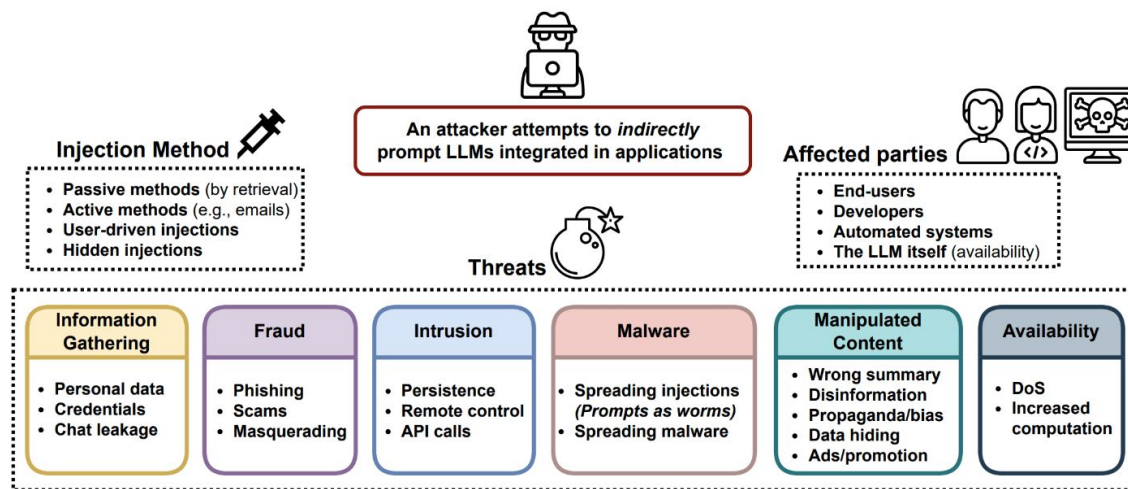 An attacker attempts to indirectly
prompt LLMs integrated in applications
Injection Method
• Passive methods (by retrieval)
• Active methods (e.g., emails)
• User-driven injections
• Hidden injections
Affected parties
</>
• End-users
• Developers
• Automated systems
• The LLM itself (availability)
Threats
Information
Gathering
• Personal data
• Credentials
• Chat leakage
Fraud
• Phishing
• Scams
• Masquerading
Intrusion
• Persistence
• Remote control
• API calls
Malware
• Spreading injections
(Prompts as worms)
• Spreading malware
Manipulated
Content
• Wrong summary
• Disinformation
• Propaganda/bias
• Data hiding
• Ads/promotion
Availability
• DoS
• Increased
computation